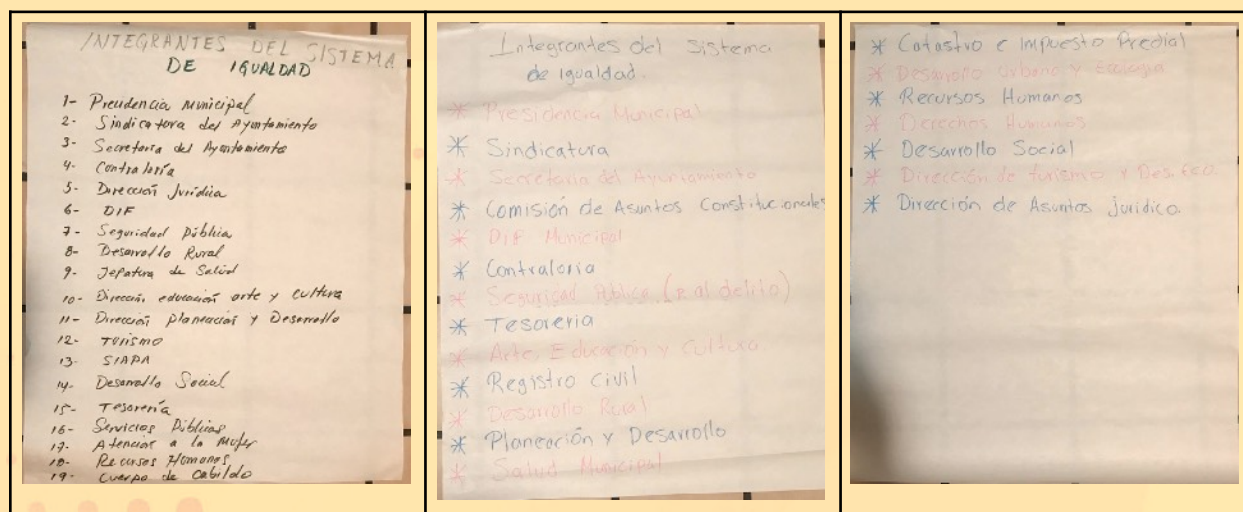 INTEGRANTES DEL SISTEMA
DE IGUALDAD
1- Presidencia Municipal
2- Sindicatora del Ayuntamiento
3- Secretaria del Ayuntamiento
4- Contraloría
5- Dirección Jurídica
6- DIF
7- Seguridad Pública
8- Desarrollo Rural
9- Jefatura de Salud
10- Dirección educación arte y cultura
11- Dirección Planeación y Desarrollo
12- Turismo
13- SIAPA
14- Desarrollo Social
15- Tesorería
16- Servicios Públicos
17- Atención a la Mujer
18- Recursos Humanos
19- Cuerpo de Cabildo
Integrantes del Sistema
de igualdad.
* Presidencia Municipal
* Sindicatura
* Secretaria del Ayuntamiento
* Comisión de Asuntos Constitucionales
* DIF Municipal
* Contraloria
* Seguridad Pública (P. al delito)
* Tesoreria
* Arte, Educación y Cultura
* Registro Civil
* Desarrollo Rural
* Planeación y Desarrollo
* Salud Municipal
* Catastro e Impuesto Predial
* Desarrollo Urbano y Ecología
* Recursos Humanos
* Derechos Humanos
* Desarrollo Social
* Dirección de turismo y Des. Eco.
* Dirección de Asuntos jurídico.